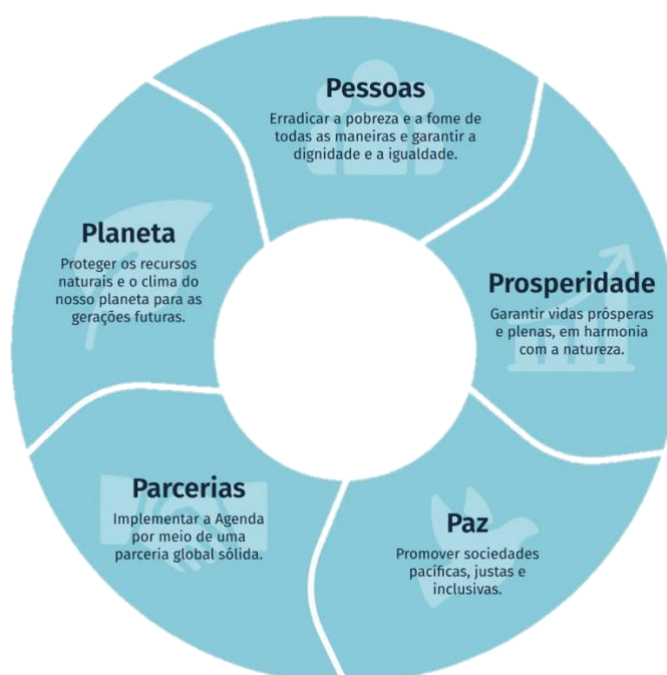 Pessoas
Erradicar a pobreza e a fome de
todas as maneiras e garantir a
dignidade e a igualdade.
Prosperidade
Garantir vidas prósperas
e plenas, em harmonia
com a natureza.
Paz
Promover sociedades
pacíficas, justas e
inclusivas.
Parcerias
Implementar a Agenda
por meio de uma
parceria global sólida.
Planeta
Proteger os recursos
naturais e o clima do
nosso planeta para as
gerações futuras.